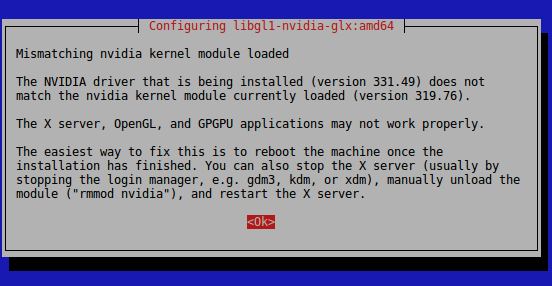 Configuring libgl1-nvidia-glx:amd64
Mismatching nvidia kernel module loaded
The NVIDIA driver that is being installed (version 331.49) does not
match the nvidia kernel module currently loaded (version 319.76).
The X server, OpenGL, and GPGPU applications may not work properly.
The easiest way to fix this is to reboot the machine once the
installation has finished. You can also stop the X server (usually by
stopping the login manager, e.g. gdm3, kdm, or xdm), manually unload the
module ("rmmod nvidia"), and restart the X server.
<Ok>